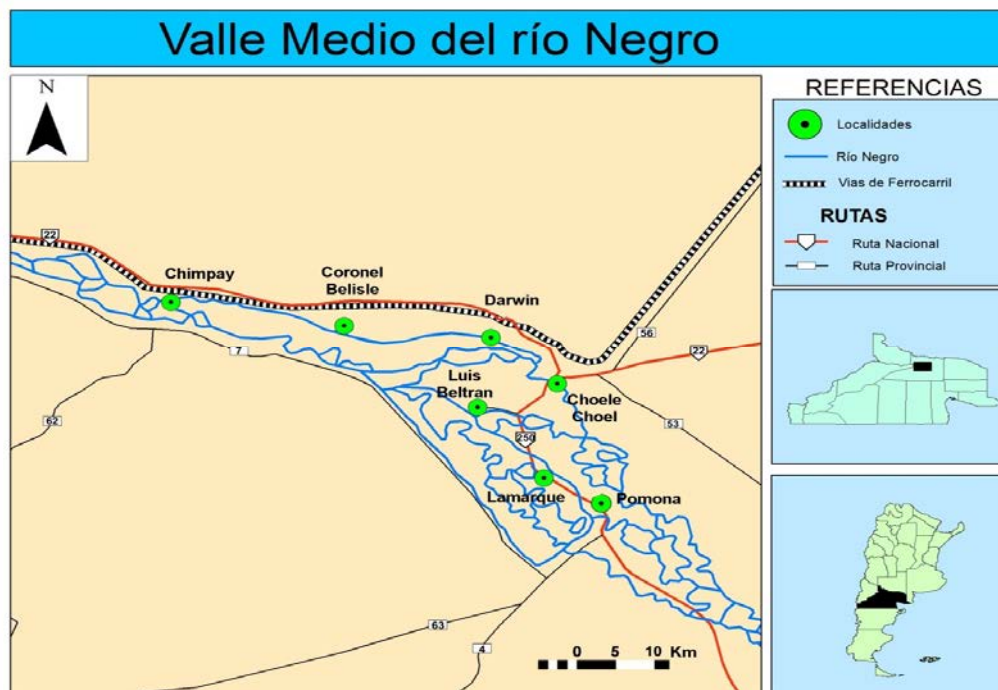 Valle Medio del río Negro
N
22
Chimpay
Coronel
Belisle
Darwin
56
22
7
Luis
Beltran
Choele
Choel
62
53
250
Lamarque
Pomona
63
4
0 5 10 Km
REFERENCIAS
Localidades
Río Negro
Vias de Ferrocarril
RUTAS
Ruta Nacional
Ruta Provincial